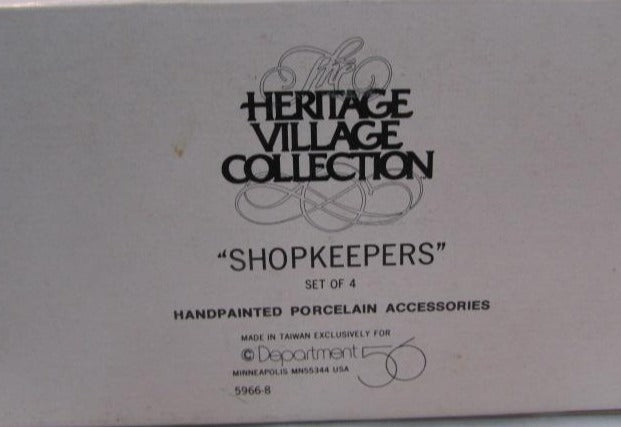 The
HERITAGE
VILLAGE
COLLECTION
"SHOPKEEPERS"
SET OF 4
HANDPAINTED PORCELAIN ACCESSORIES
MADE IN TAIWAN EXCLUSIVELY FOR
© Department 56
MINNEAPOLIS MN55344 USA
5966-8